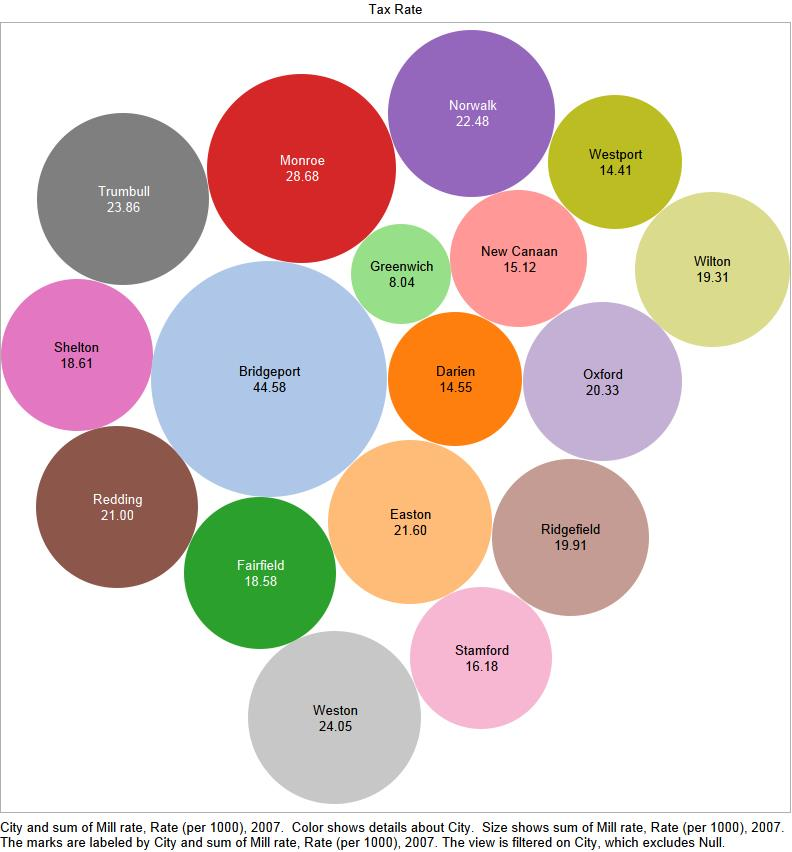 Tax Rate
Norwalk
22.48
Westport
14.41
Monroe
28.68
Trumbull
23.86
New Canaan
15.12
Wilton
19.31
Greenwich
8.04
Shelton
18.61
Bridgeport
44.58
Darien
14.55
Oxford
20.33
Redding
21.00
Easton
21.60
Ridgefield
19.91
Fairfield
18.58
Stamford
16.18
Weston
24.05
City and sum of Mill rate, Rate (per 1000), 2007.  Color shows details about City.  Size shows sum of Mill rate, Rate (per 1000), 2007.
The marks are labeled by City and sum of Mill rate, Rate (per 1000), 2007. The view is filtered on City, which excludes Null.